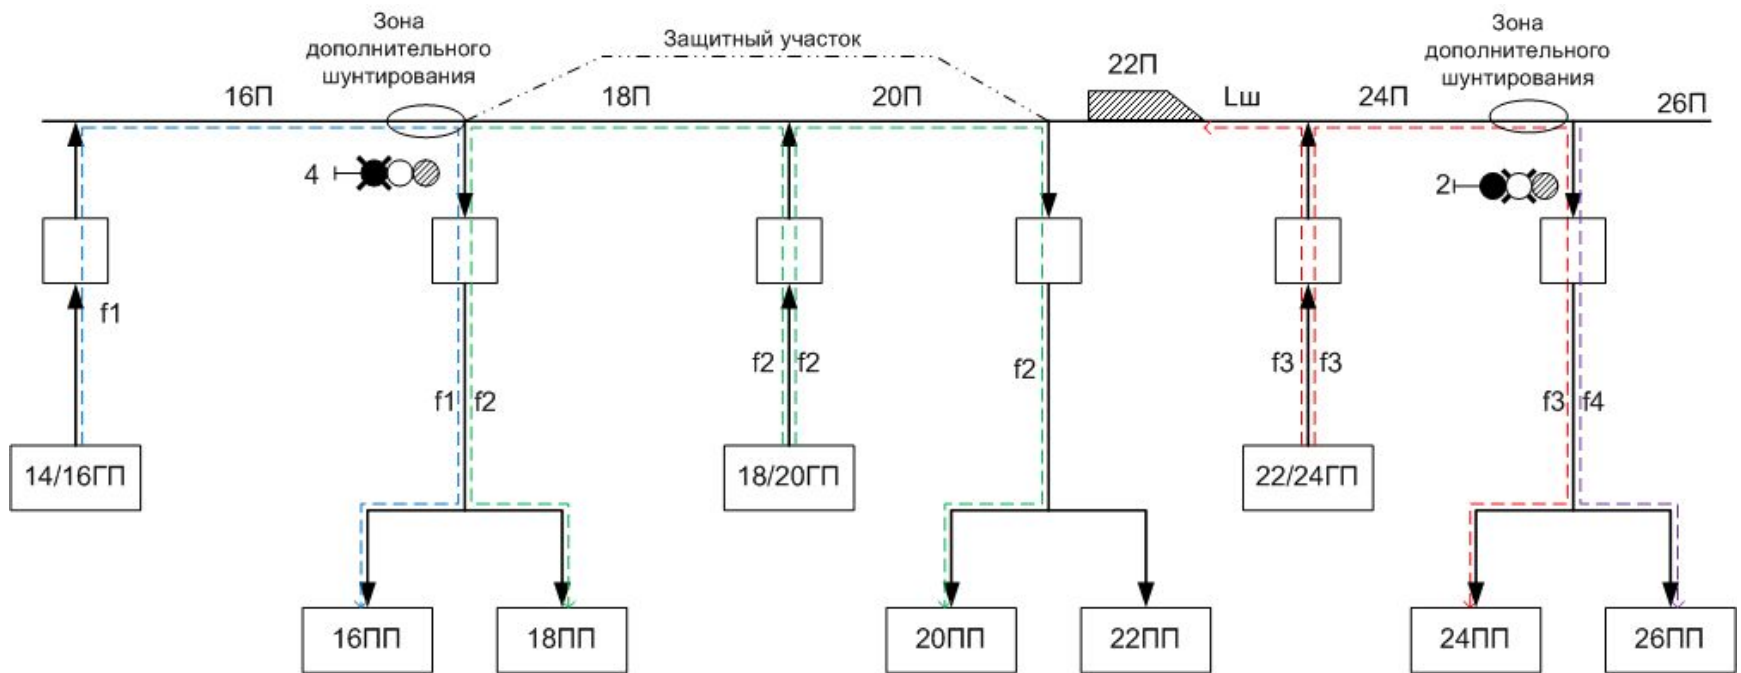 Зона
дополнительного
шунтирования
Защитный участок
Зона
дополнительного
шунтирования
16П
18П
20П
22П
Lш
24П
26П
4
2
f1
f1
f2
f2
f2
f2
f3
f3
f3
f4
14/16ГП
18/20ГП
22/24ГП
16ПП
18ПП
20ПП
22ПП
24ПП
26ПП